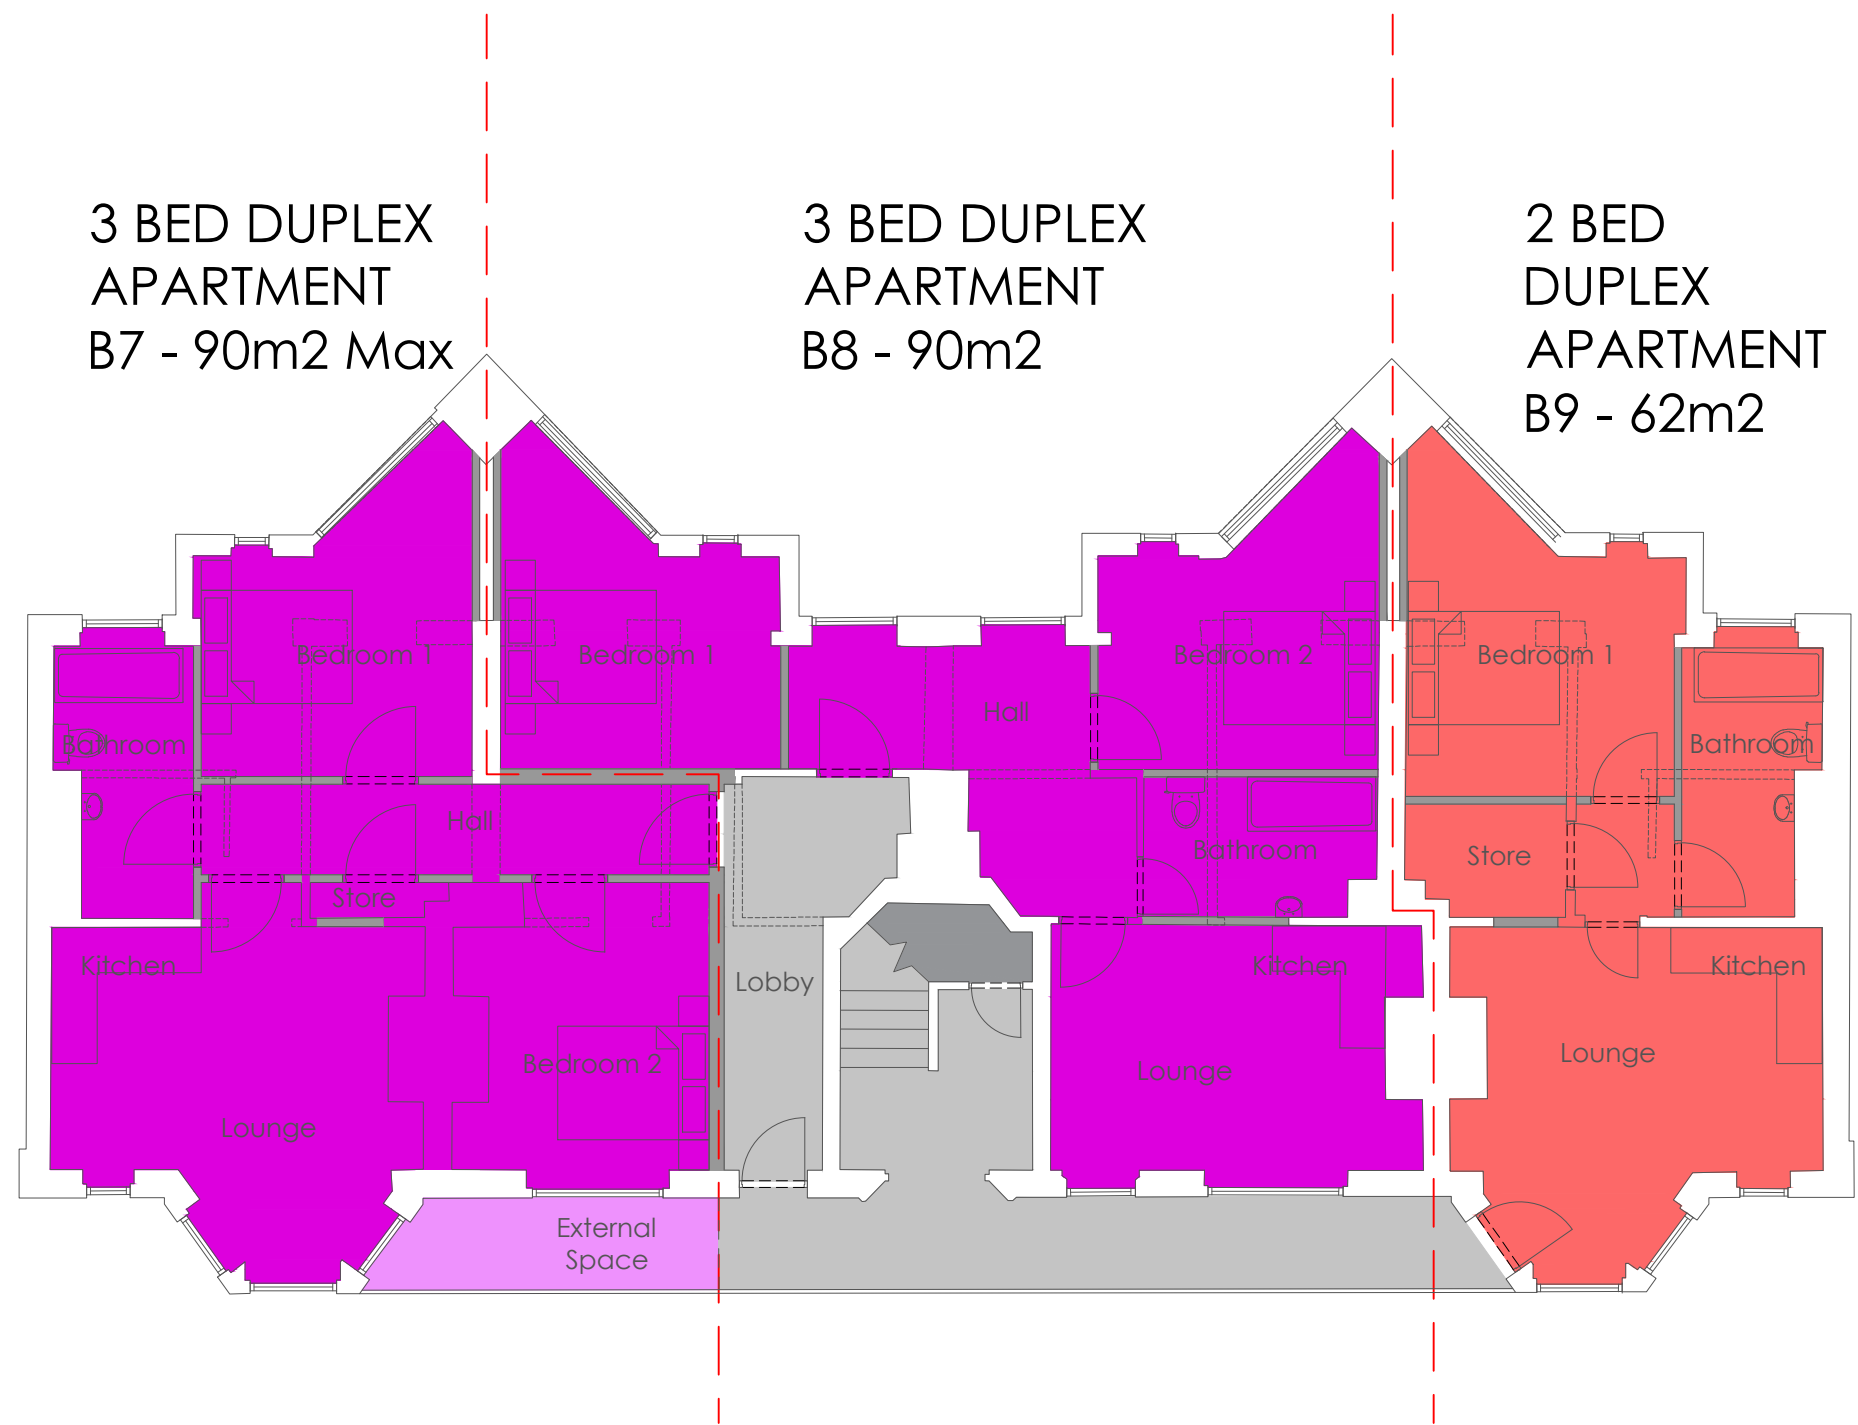 3 BED DUPLEX
APARTMENT
B7 - 90m2 Max
3 BED DUPLEX
APARTMENT
B8 - 90m2
2 BED
DUPLEX
APARTMENT
B9 - 62m2
Bedroom 1
Bedroom 1
Bedroom 2
Bedroom 1
Hall
Bathroom
Bathroom
Hall
Bathroom
Store
Store
Kitchen
Lobby
Kitchen
Kitchen
Bedroom 2
Lounge
Lounge
Lounge
External
Space